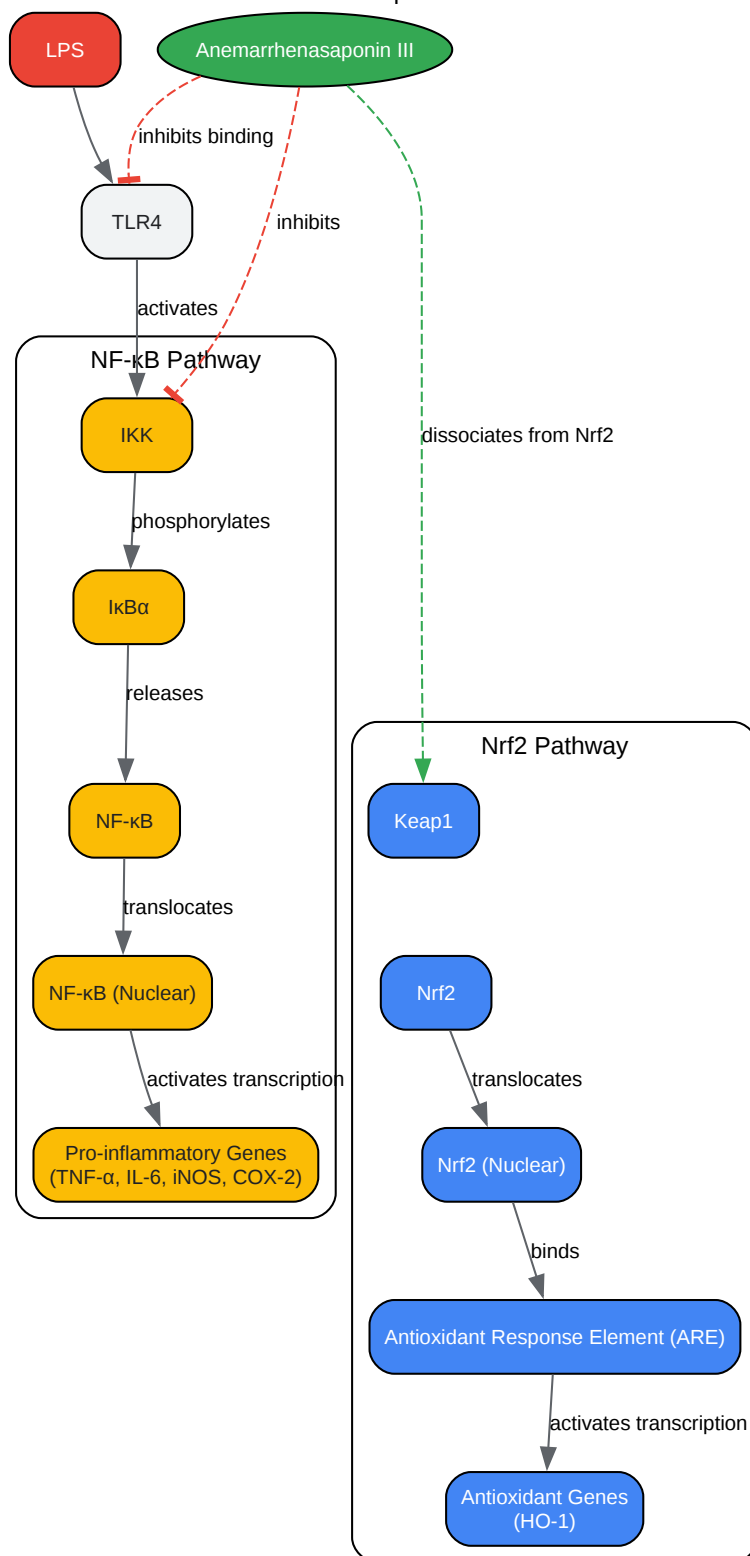 LPS
Anemarrhenasaponin III
inhibits binding
TLR4
inhibits
activates
NF-κB Pathway
IKK
dissociates from Nrf2
phosphorylates
IκBα
releases
Nrf2 Pathway
NF-κB
Keap1
translocates
NF-κB (Nuclear)
Nrf2
activates transcription
translocates
Pro-inflammatory Genes
(TNF-α, IL-6, iNOS, COX-2)
Nrf2 (Nuclear)
binds
Antioxidant Response Element (ARE)
activates transcription
Antioxidant Genes
(HO-1)